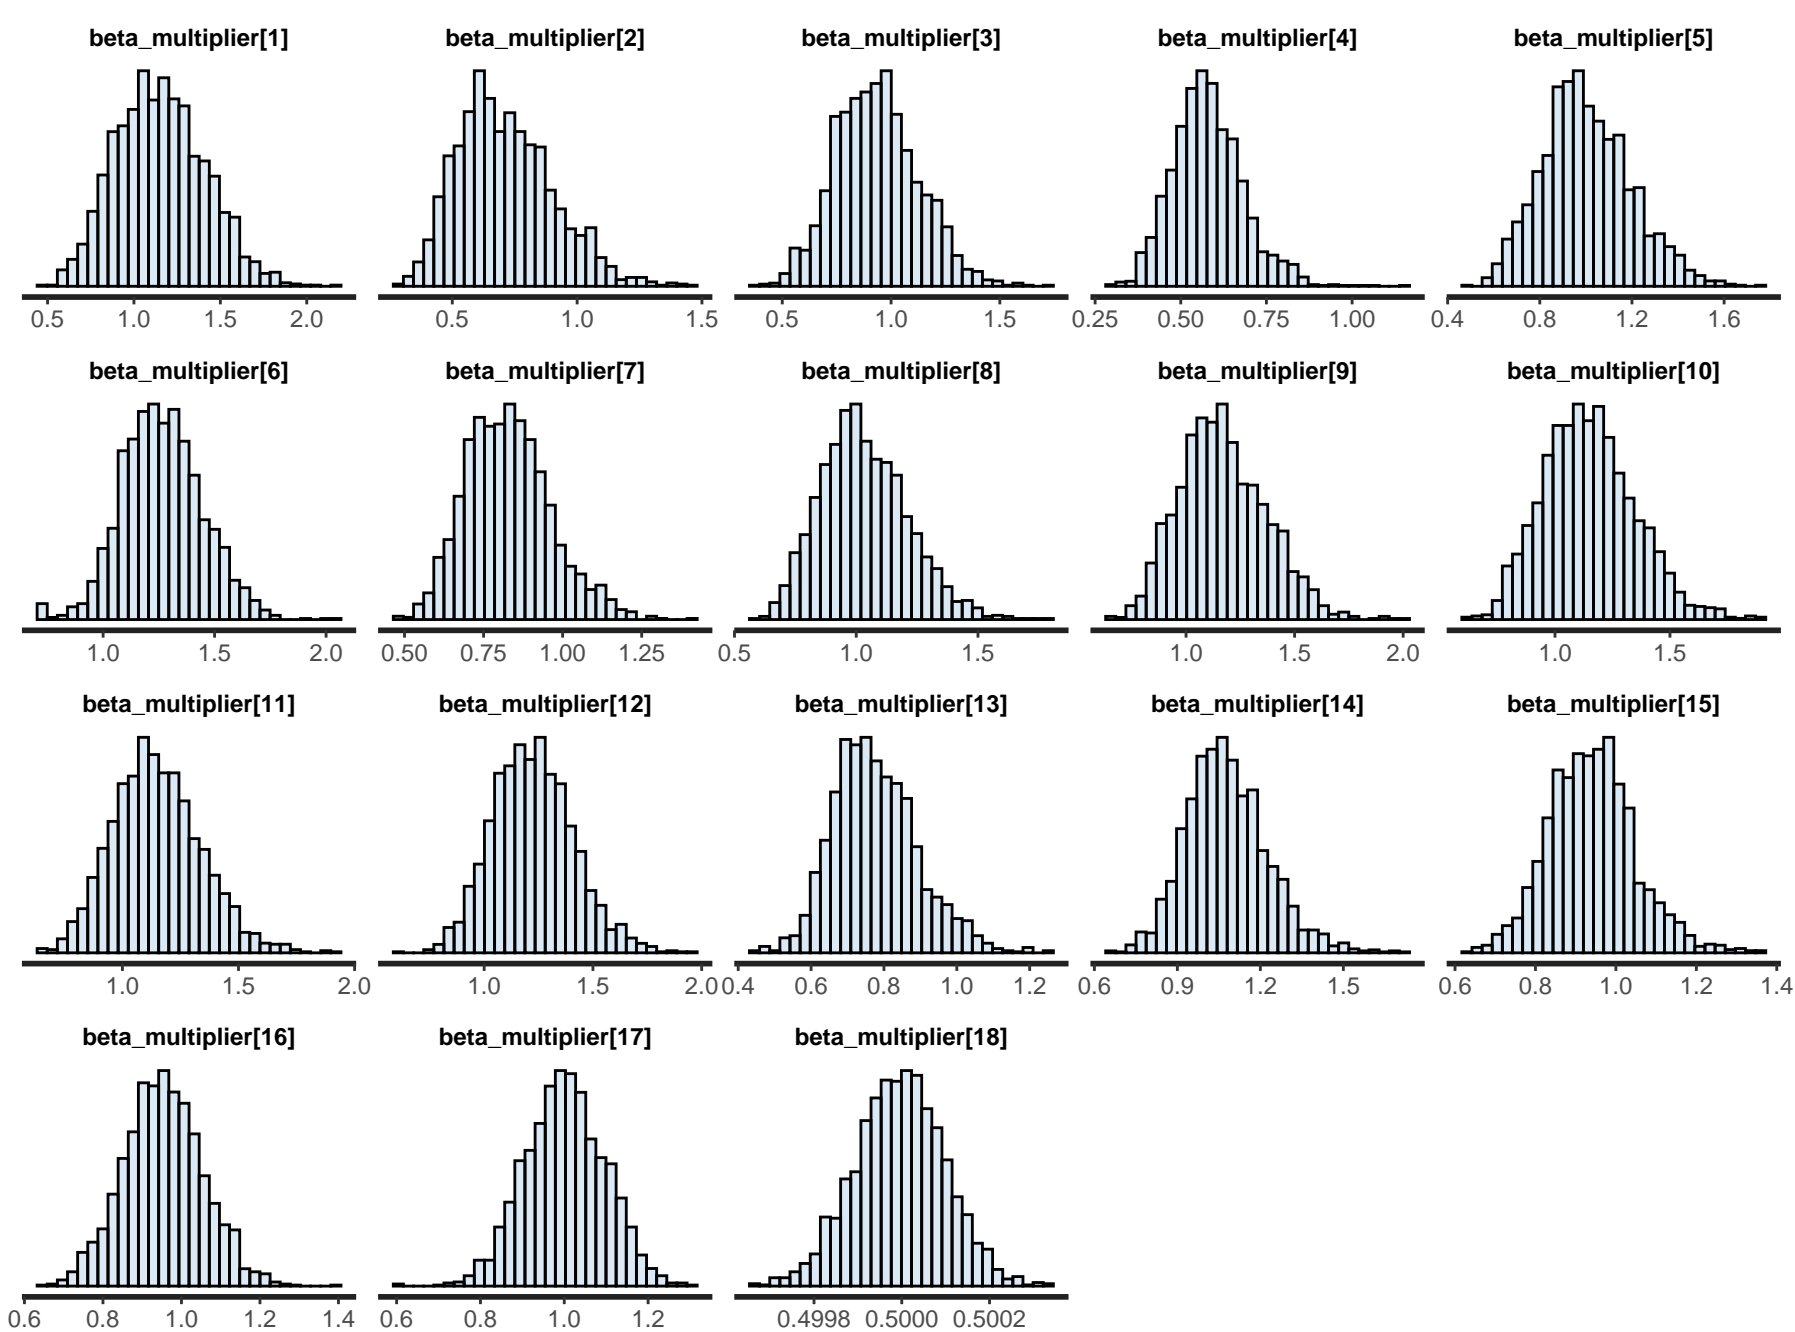 beta_multiplier[1] beta_multiplier[2] beta_multiplier[3] beta_multiplier[4] beta_multiplier[5]
0.5 1.0 1.5 2.0 0.5 1.0 1.5 0.5 1.0 1.5 0.25 0.50 0.75 1.00 0.4 0.8 1.2 1.6
beta_multiplier[6] beta_multiplier[7] beta_multiplier[8] beta_multiplier[9] beta_multiplier[10]
1.0 1.5 2.0 0.50 0.75 1.00 1.25 0.5 1.0 1.5 1.0 1.5 2.0 1.0 1.5
beta_multiplier[11] beta_multiplier[12] beta_multiplier[13] beta_multiplier[14] beta_multiplier[15]
1.0 1.5 2.0 1.0 1.5 2.0 0.4 0.6 0.8 1.0 1.2 0.6 0.9 1.2 1.5 0.6 0.8 1.0 1.2 1.4
beta_multiplier[16] beta_multiplier[17] beta_multiplier[18]
0.6 0.8 1.0 1.2 1.4 0.6 0.8 1.0 1.2 0.4998 0.5000 0.5002